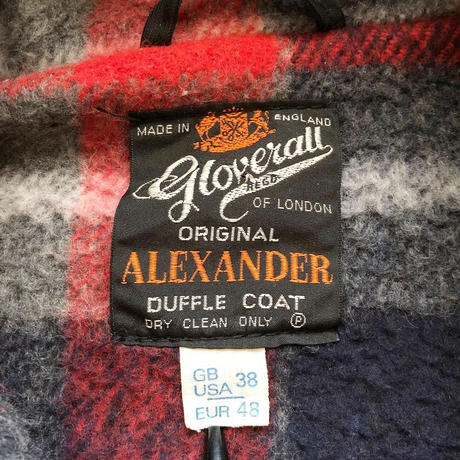 MADE IN ENGLAND
Gloverall
REGD
OF LONDON
ORIGINAL
ALEXANDER
DUFFLE COAT
DRY CLEAN ONLY Ⓟ
GB
USA 38
EUR 48